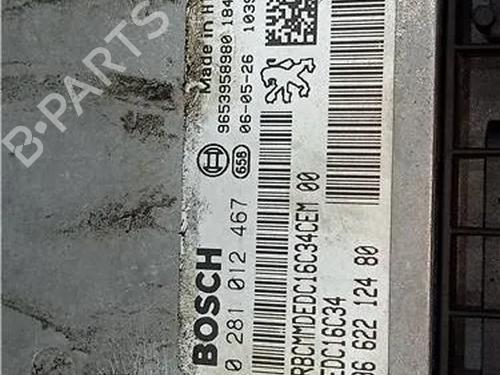 B-PARTS
Made in H
9653958980 184
06-05-26 1039
658
BOSCH
0 281 012 467
RBCMMDEDC16C34CEM 00
EDC16C34
96 622 124 80